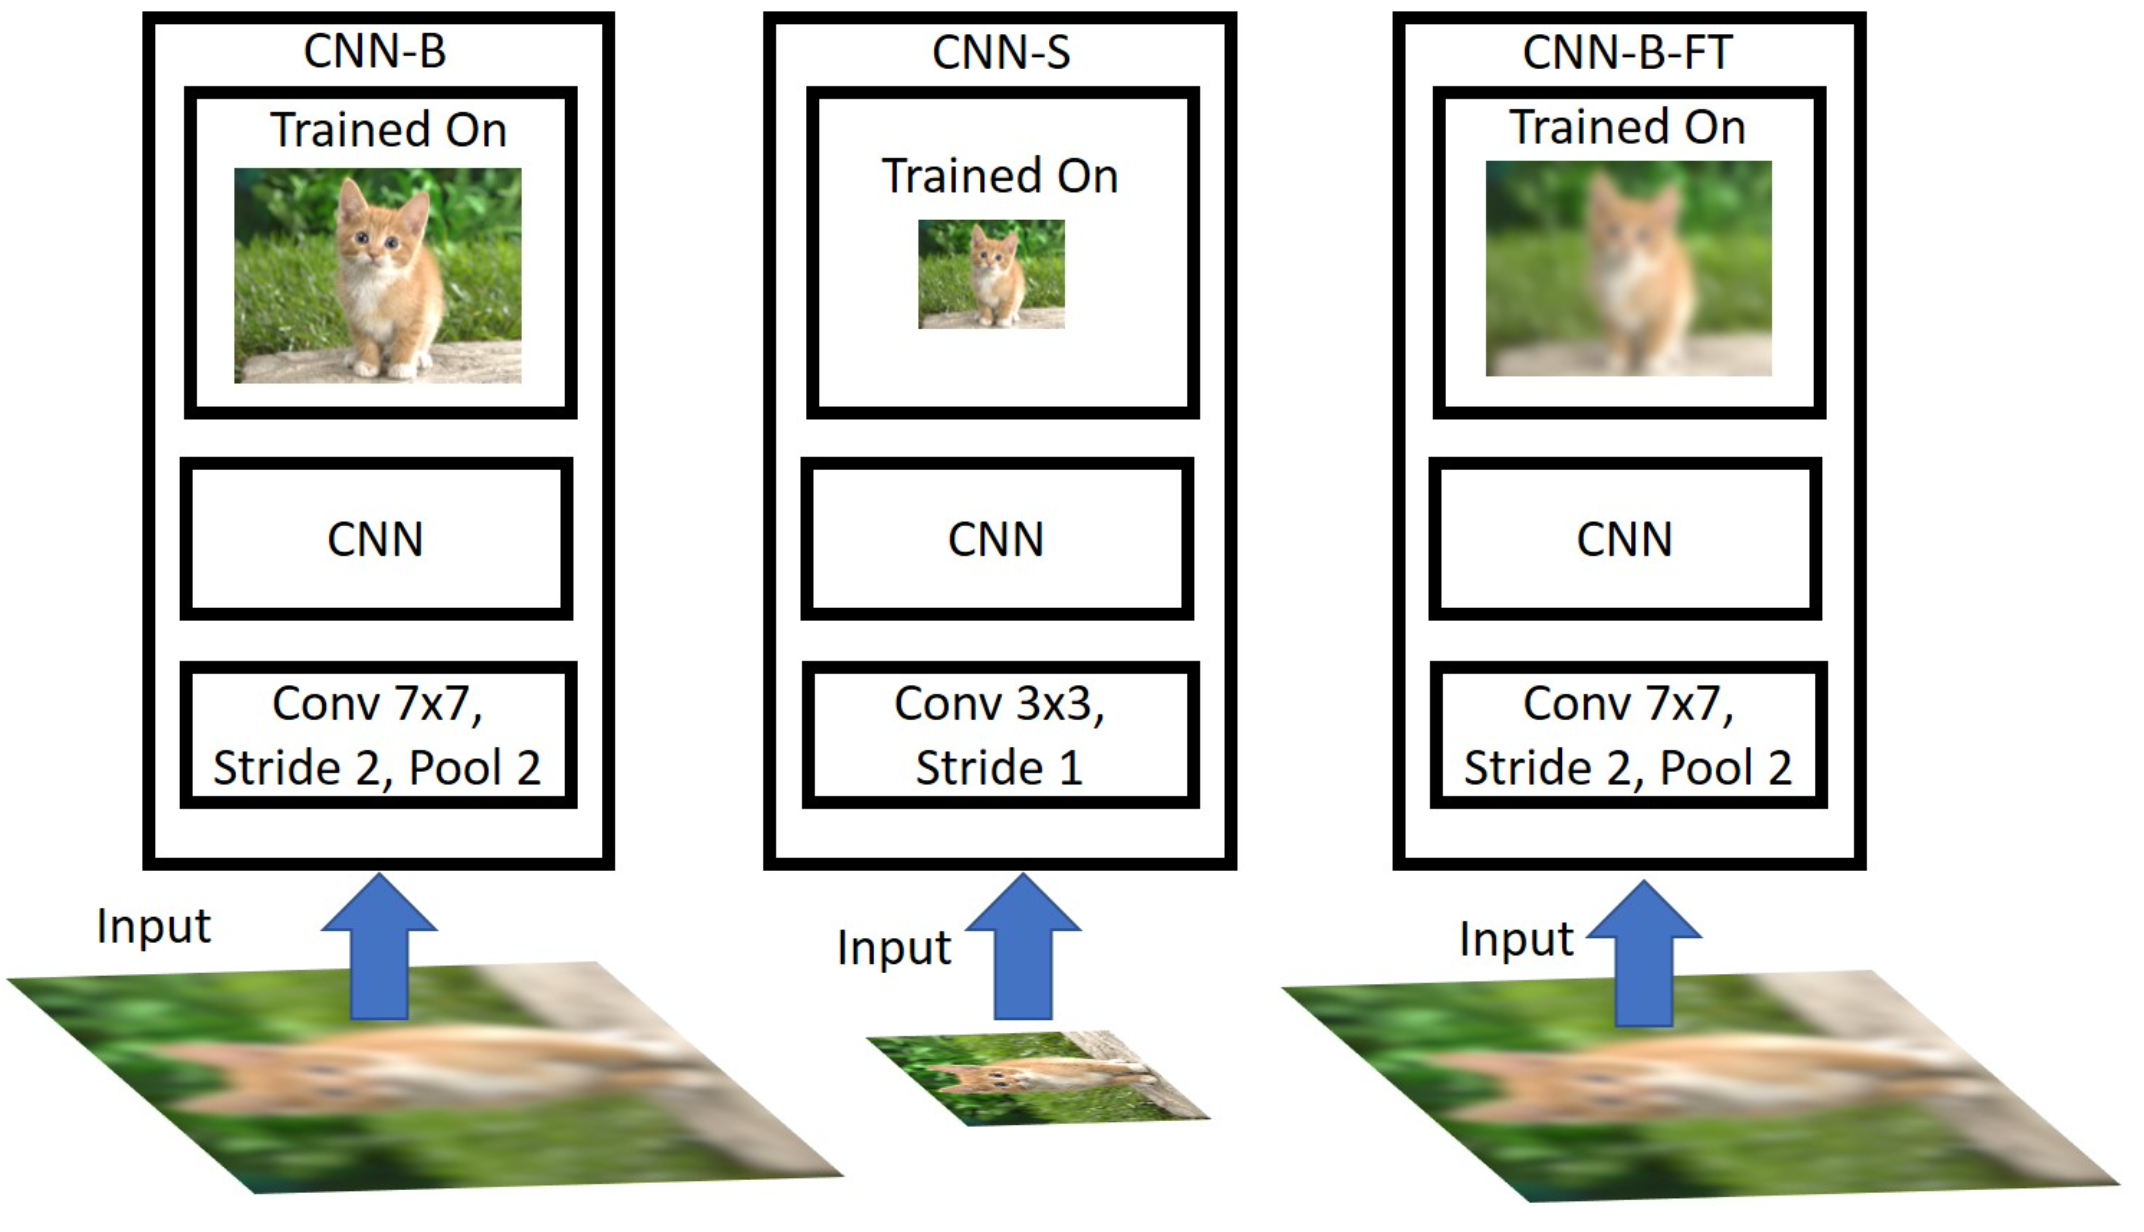 CNN-B
Trained On
CNN
Conv 7x7,
Stride 2, Pool 2
Input
CNN-S
Trained On
CNN
Conv 3x3,
Stride 1
Input
CNN-B-FT
Trained On
CNN
Conv 7x7,
Stride 2, Pool 2
Input